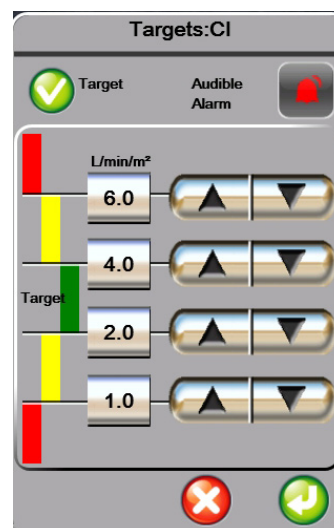 Targets:CI
Target
Audible
Alarm
L/min/m²
6.0
4.0
Target
2.0
1.0